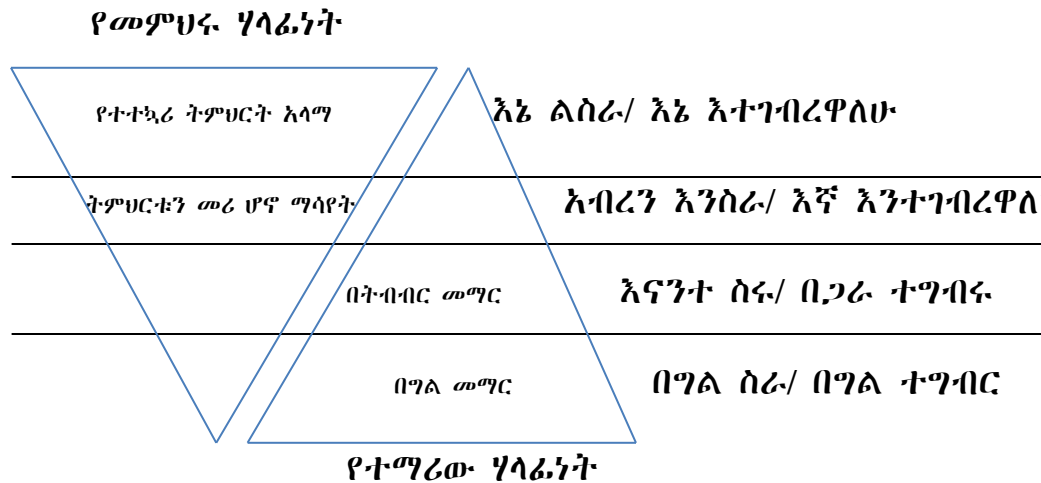 የመምህሩ ሃላፊነት
የተተኳሪ ትምህርት አላማ
እኔ ልስራ/ እኔ እተገብረዋለሁ
ትምህርቱን መሪ ሆኖ ማሳየት
አብረን እንስራ/ እኛ እንተገብረዋለ
በትብብር መማር
እናንተ ስሩ/ በጋራ ተግብሩ
በግል መማር
በግል ስራ/ በግል ተግብር
የተማሪው ሃላፊነት